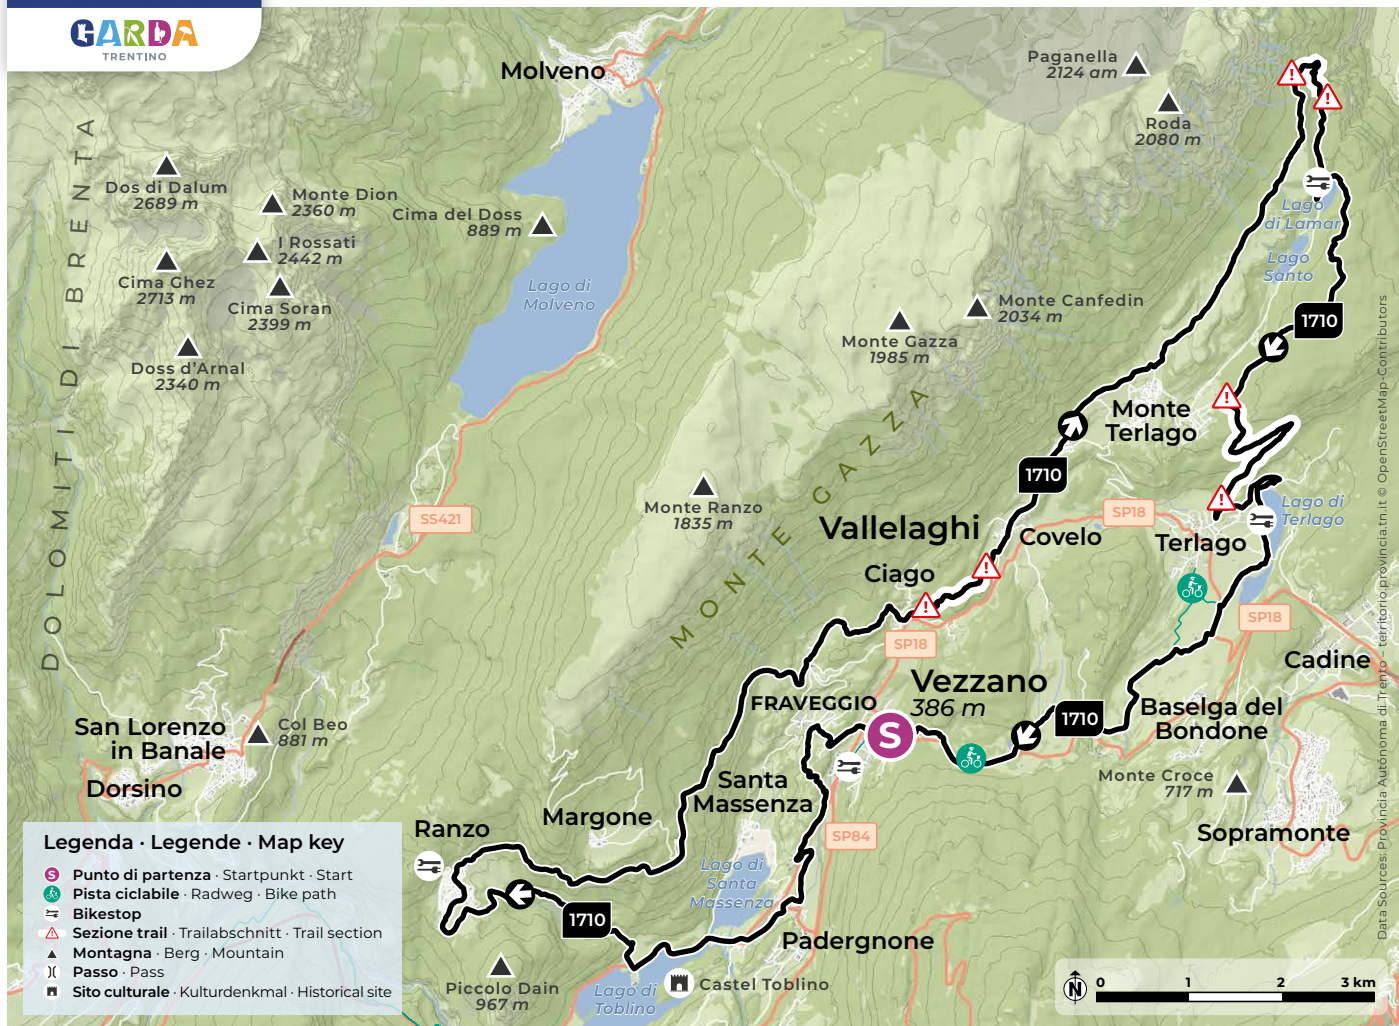 GARDA
TRENTINO
Molveno
Paganella
2124 am
Roda
2080 m
DOLOMITI DI BRENTA
Dos di Dalum
2689 m
Monte Dion
2360 m
Cima del Doss
889 m
I Rossati
2442 m
Cima Ghez
2713 m
Cima Soran
2399 m
Doss d'Arnal
2340 m
Lago di
Molveno
Lago
di Lamar
Lago
Santo
Monte Canfedin
2034 m
Monte Gazza
1985 m
1710
Monte
Terlago
MONTE GAZZA
1710
Monte Ranzo
1835 m
SS421
SP18
Lago di
Terlago
Vallelaghi
Covelo
Terlago
Ciago
SP18
SP18
Cadine
FRAVEGGIO
Vezzano
386 m
S
1710
Baselga del
Bondone
San Lorenzo
in Banale
Col Beo
881 m
Dorsino
Santa
Massenza
Monte Croce
717 m
Margone
Ranzo
SP84
Sopramonte
Lago di
Santa
Massenza
1710
Padergnone
Piccolo Dain
967 m
Lago di
Toblino
Castel Toblino
Legenda · Legende · Map key
S Punto di partenza · Startpunkt · Start
Pista ciclabile · Radweg · Bike path
Bikestop
Sezione trail · Trailabschnitt · Trail section
Montagna · Berg · Mountain
Passo · Pass
Sito culturale · Kulturdenkmal · Historical site
N
0 1 2 3 km
Data Sources: Provincia Autonoma di Trento – territorio.provincia.tn.it © OpenStreetMap-Contributors